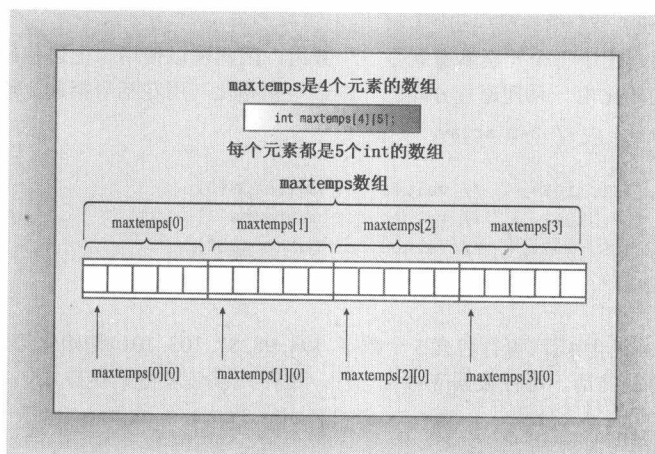 maxtemps是4个元素的数组
int maxtemps[4][5];
每个元素都是5个int的数组
maxtemps数组
maxtemps[0] maxtemps[1] maxtemps[2] maxtemps[3]
maxtemps[0][0] maxtemps[1][0] maxtemps[2][0] maxtemps[3][0]